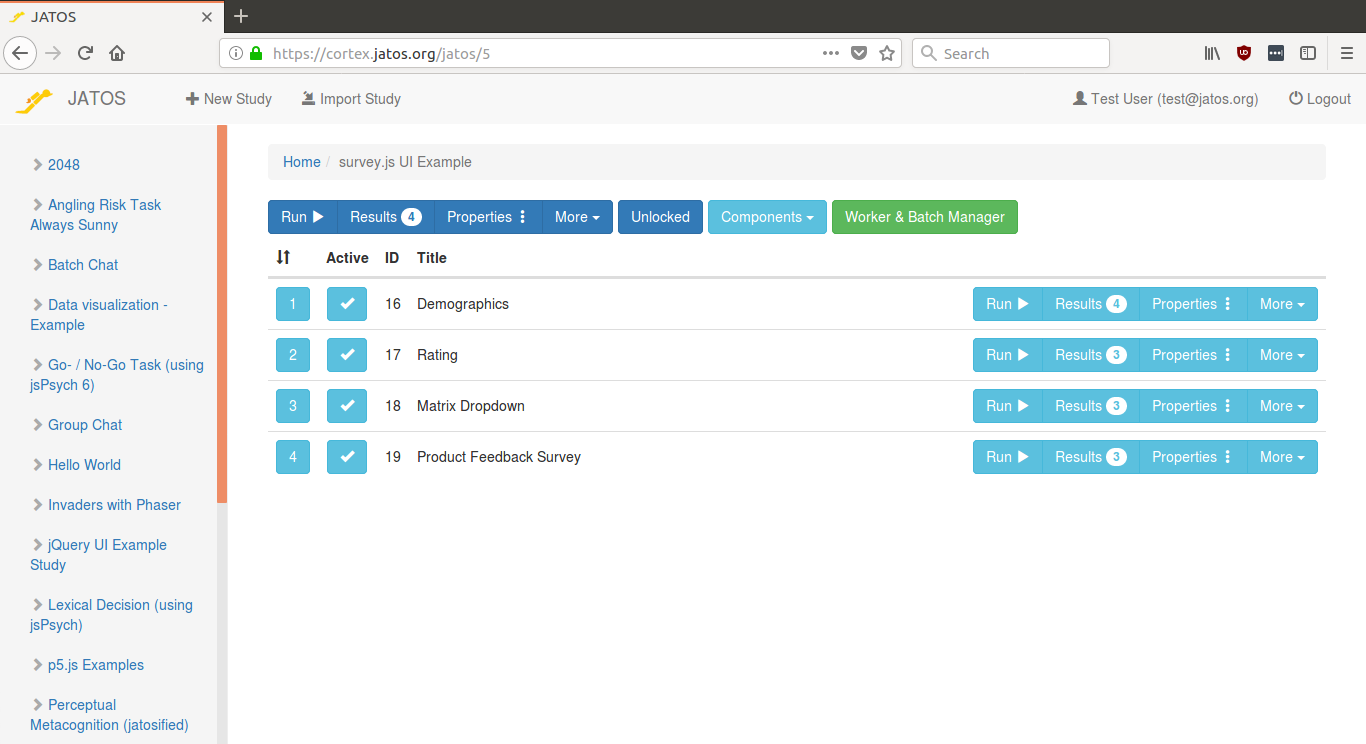 JATOS
https://cortex.jatos.org/jatos/5
Search
JATOS
New Study
Import Study
Test User (test@jatos.org)
Logout
2048
Angling Risk Task
Always Sunny
Batch Chat
Data visualization -
Example
Go- / No-Go Task (using
jsPsych 6)
Group Chat
Hello World
Invaders with Phaser
jQuery UI Example
Study
Lexical Decision (using
jsPsych)
p5.js Examples
Perceptual
Metacognition (jatosified)
Home / survey.js UI Example
Run Results 4 Properties More Unlocked Components Worker & Batch Manager
Active ID Title
1 16 Demographics Run Results 4 Properties More
2 17 Rating Run Results 3 Properties More
3 18 Matrix Dropdown Run Results 3 Properties More
4 19 Product Feedback Survey Run Results 3 Properties More